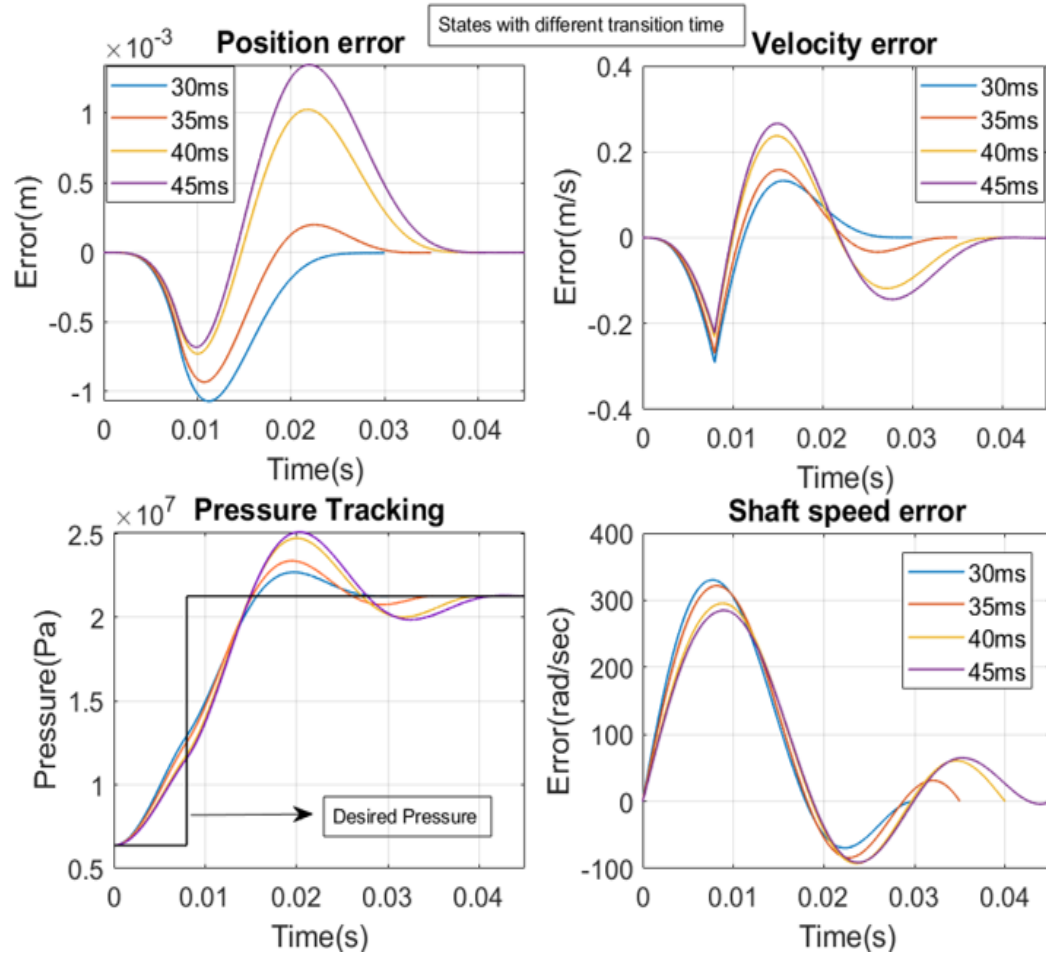 States with different transition time
×10⁻³
Position error
Velocity error
1
0.5
0
-0.5
-1
Error(m)
30ms
35ms
40ms
45ms
0
0.01
0.02
0.03
0.04
Time(s)
0.4
0.2
0
-0.2
-0.4
Error(m/s)
30ms
35ms
40ms
45ms
0
0.01
0.02
0.03
0.04
Time(s)
×10⁷
Pressure Tracking
Shaft speed error
2.5
2
1.5
1
0.5
Pressure(Pa)
Desired Pressure
0
0.01
0.02
0.03
0.04
Time(s)
400
300
200
100
0
-100
Error(rad/sec)
30ms
35ms
40ms
45ms
0
0.01
0.02
0.03
0.04
Time(s)